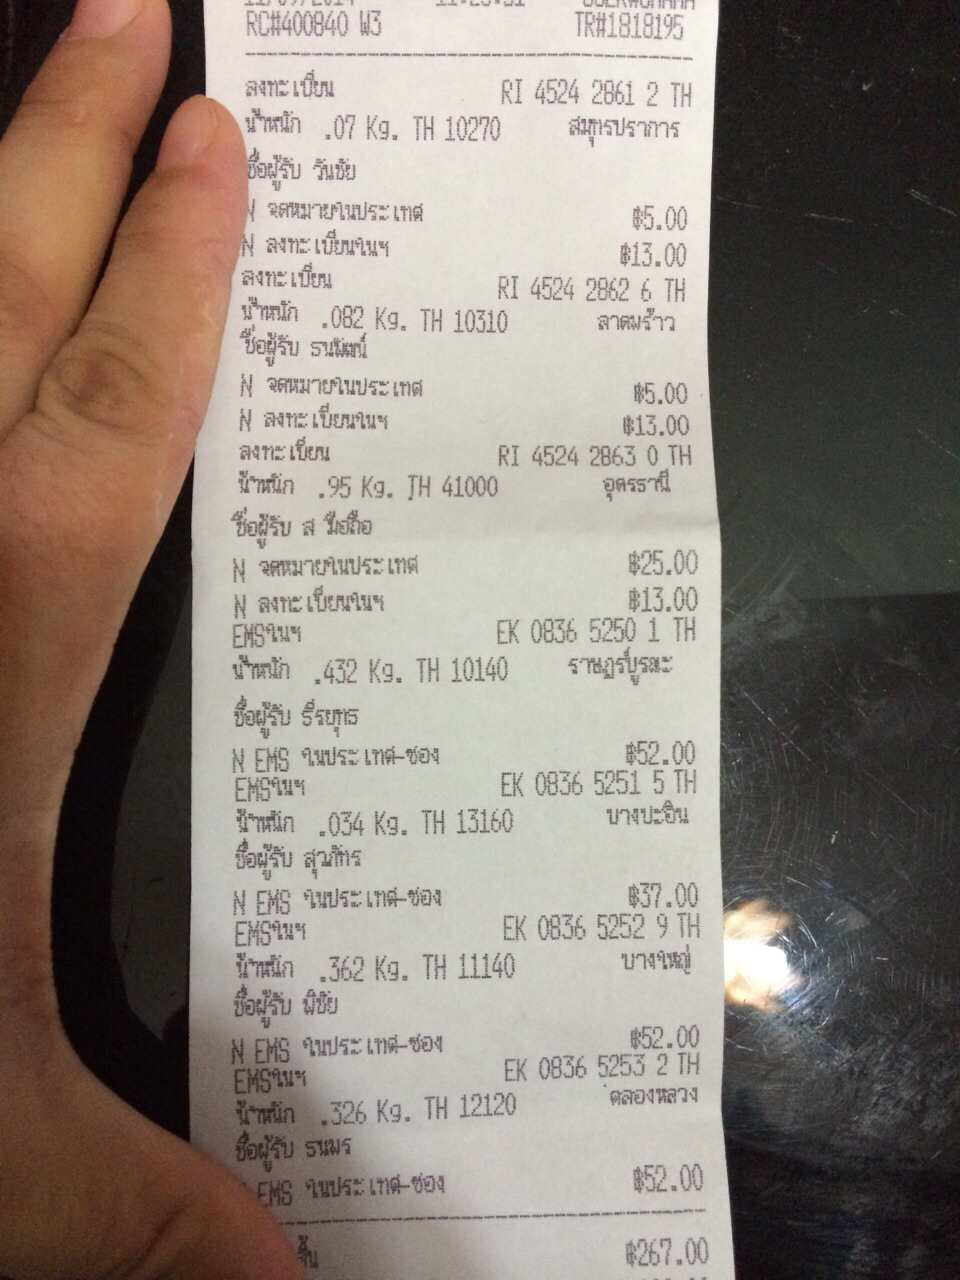 RC#400840 W3 TR#1818195
ลงทะเบียน RI 4524 2861 2 TH
น้ำหนัก .07 Kg. TH 10270 สมุทรปราการ
ชื่อผู้รับ วันชัย
N จดหมายในประเทศ ฿5.00
N ลงทะเบียนในฯ ฿13.00
ลงทะเบียน RI 4524 2862 6 TH
น้ำหนัก .082 Kg. TH 10310 ลาดพร้าว
ชื่อผู้รับ ธนพัฒน์
N จดหมายในประเทศ ฿5.00
N ลงทะเบียนในฯ ฿13.00
ลงทะเบียน RI 4524 2863 0 TH
น้ำหนัก .95 Kg. TH 41000 อุดรธานี
ชื่อผู้รับ ส มือถือ
N จดหมายในประเทศ ฿25.00
N ลงทะเบียนในฯ ฿13.00
EMSในฯ EK 0836 5250 1 TH
น้ำหนัก .432 Kg. TH 10140 ราษฎร์บูรณะ
ชื่อผู้รับ ธีรยุทธ
N EMS ในประเทศ-ซอง ฿52.00
EMSในฯ EK 0836 5251 5 TH
น้ำหนัก .034 Kg. TH 13160 บางปะอิน
ชื่อผู้รับ สุวภัทร
N EMS ในประเทศ-ซอง ฿37.00
EMSในฯ EK 0836 5252 9 TH
น้ำหนัก .362 Kg. TH 11140 บางใหญ่
ชื่อผู้รับ พิชัย
N EMS ในประเทศ-ซอง ฿52.00
EMSในฯ EK 0836 5253 2 TH
น้ำหนัก .326 Kg. TH 12120 คลองหลวง
ชื่อผู้รับ ธนพร
EMS ในประเทศ-ซอง ฿52.00
฿267.00